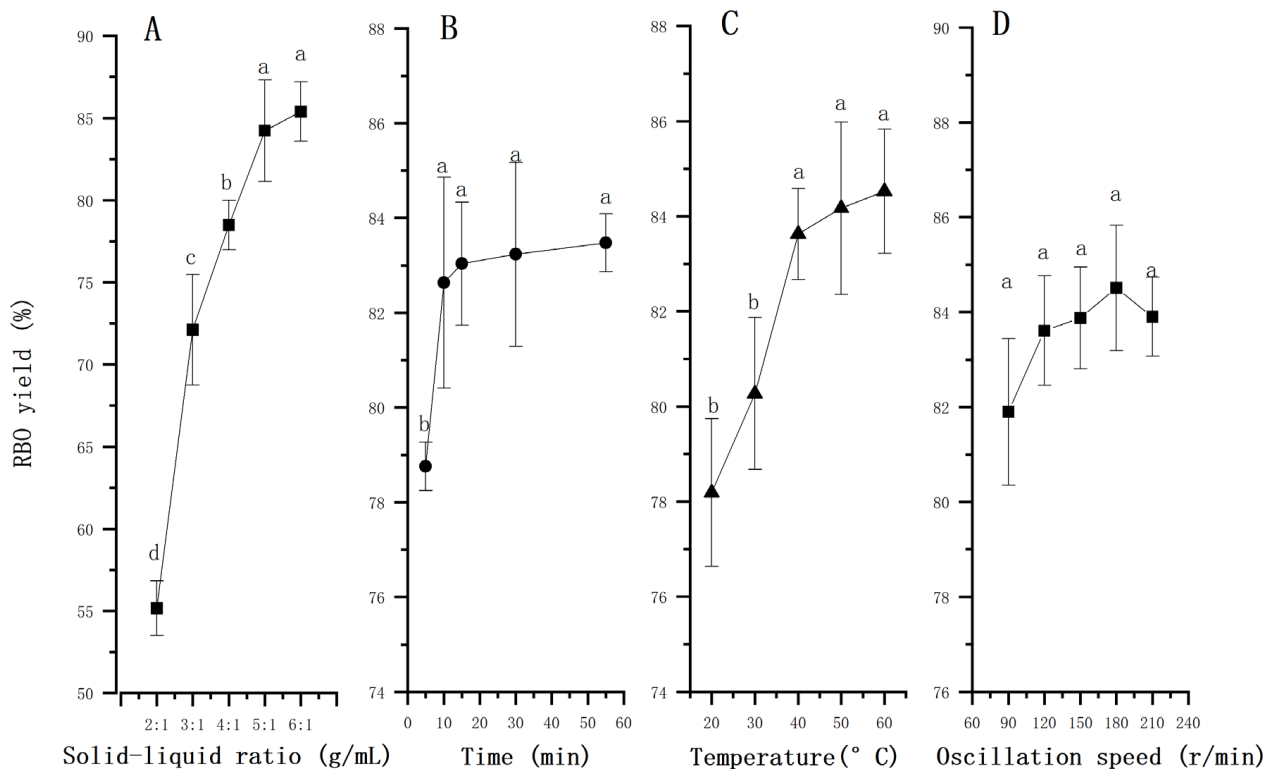 A
B
C
D
RBO yield (%)
90
85
80
75
70
65
60
55
50
d
c
b
a
a
2:1 3:1 4:1 5:1 6:1
Solid-liquid ratio (g/mL)
88
86
84
82
80
78
76
74
b
a
a
a
a
0 10 20 30 40 50 60
Time (min)
88
86
84
82
80
78
76
74
b
b
a
a
a
20 30 40 50 60
Temperature(° C)
90
88
86
84
82
80
78
76
a
a
a
a
a
60 90 120 150 180 210 240
Oscillation speed (r/min)